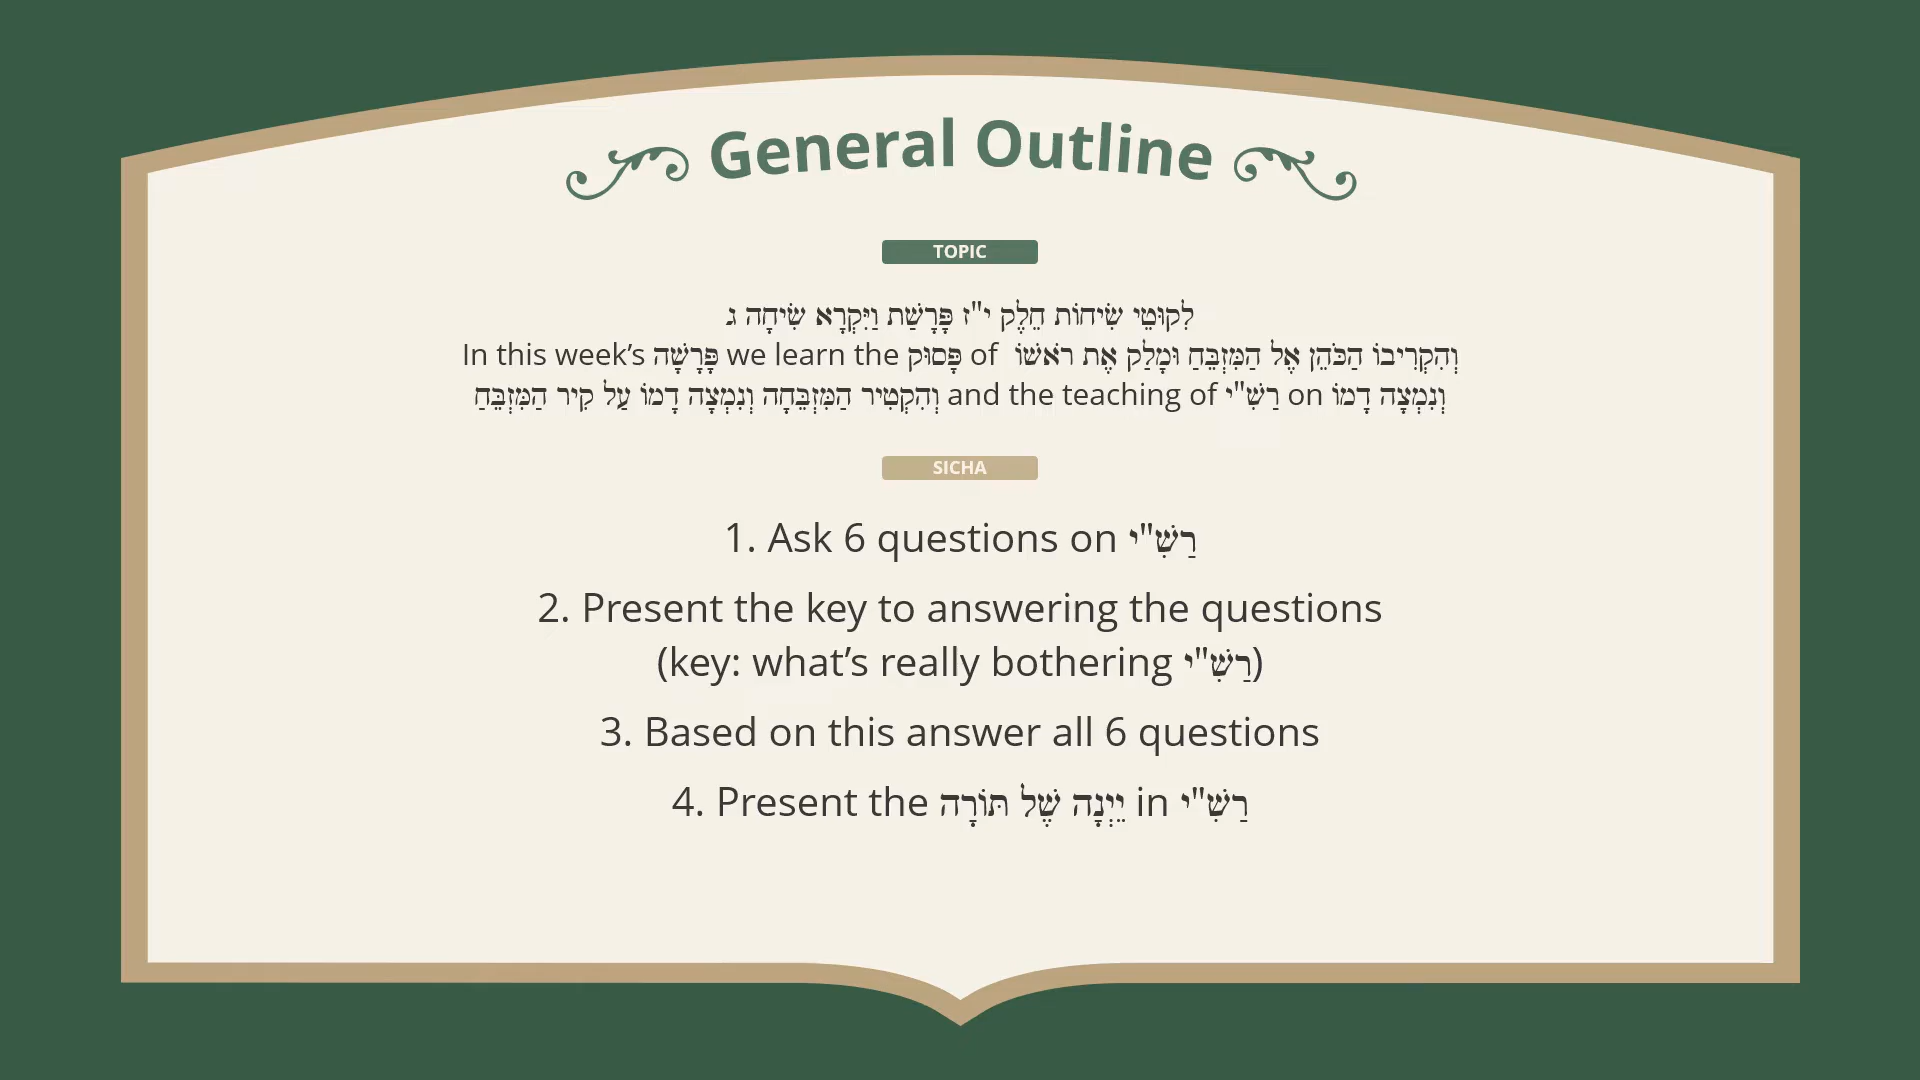 General Outline
TOPIC
לִקּוּטֵי שִׂיחוֹת חֵלֶק י"ז פָּרָשַׁת וַיִּקְרָא שִׂיחָה ג
In this week’s פָּרָשָׁה we learn the פָּסוּק of וְהִקְרִיבוֹ הַכֹּהֵן אֶל הַמִּזְבֵּחַ וּמָלַק אֶת רֹאשׁוֹ
וְהִקְטִיר הַמִּזְבֵּחָה וְנִמְצָה דָמוֹ עַל קִיר הַמִּזְבֵּחַ and the teaching of רַשִׁ"י on וְנִמְצָה דָמוֹ
SICHA
1. Ask 6 questions on רַשִׁ"י
2. Present the key to answering the questions
(key: what’s really bothering רַשִׁ"י)
3. Based on this answer all 6 questions
4. Present the יֵיְנָה שֶׁל תּוֹרָה in רַשִׁ"י